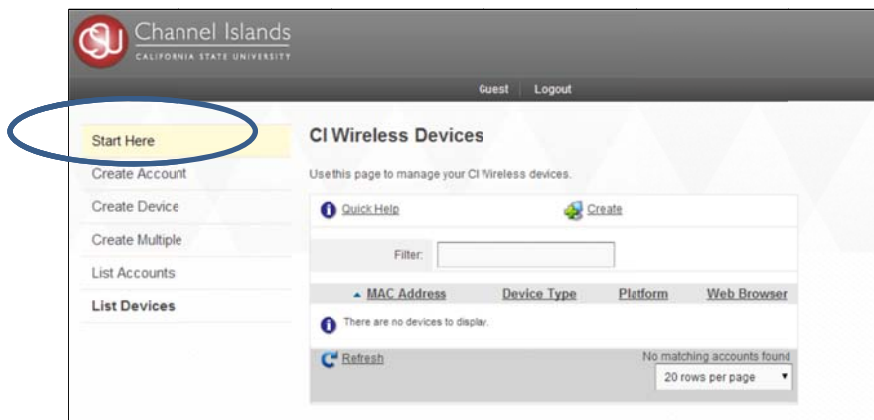 CSU
Channel Islands
CALIFORNIA STATE UNIVERSITY
Guest Logout
Start Here
Create Account
Create Device
Create Multiple
List Accounts
List Devices
CI Wireless Devices
Use this page to manage your CI Wireless devices.
Quick Help Create
Filter:
MAC Address Device Type Platform Web Browser
There are no devices to display.
Refresh No matching accounts found
20 rows per page